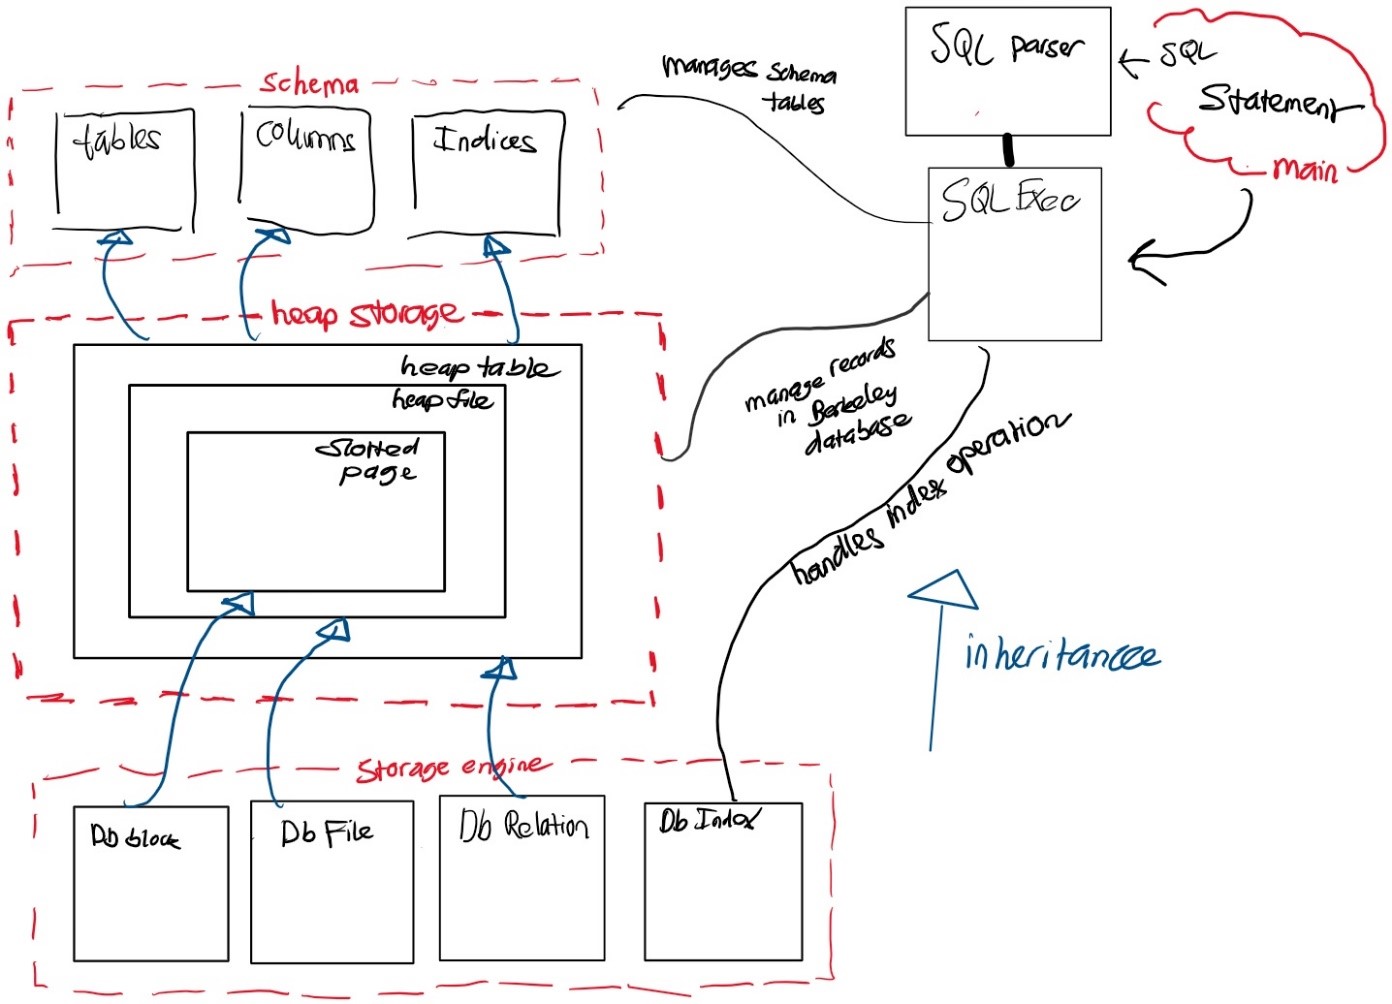 schema
tables
columns
Indices
manages schema
tables
SQL parser
SQL
Statement
main
SQL Exec
heap storage
heap table
heap file
Slotted
page
manage records
in Berkeley
database
handles index operation
inheritancee
Storage engine
Db block
Db File
Db Relation
Db Index